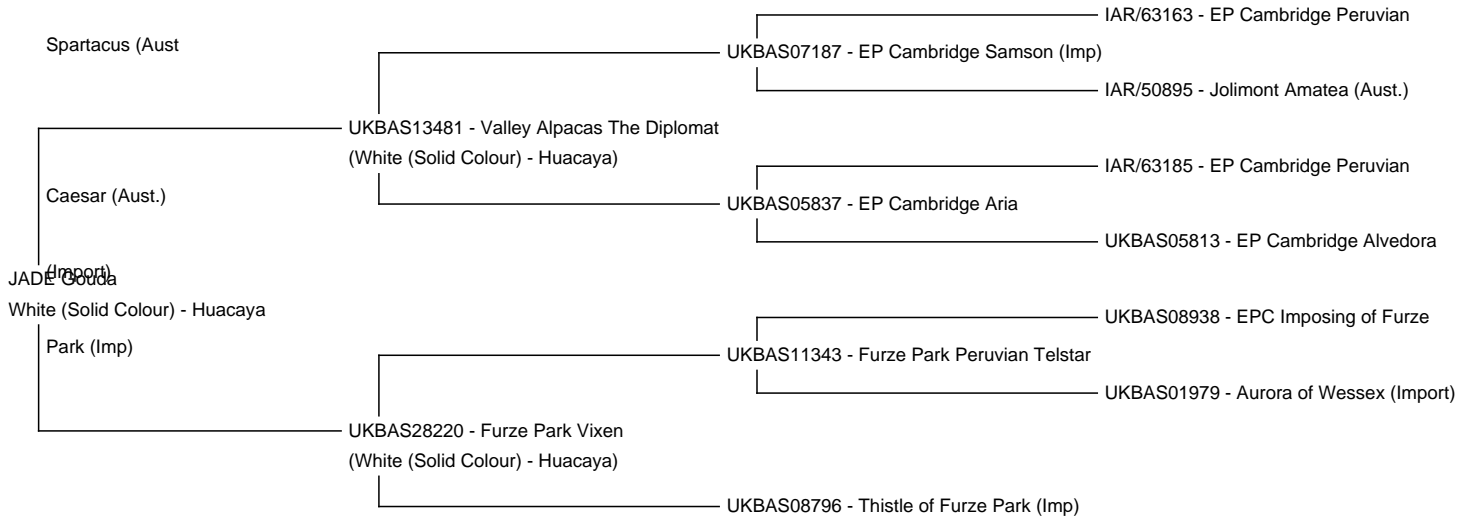 IAR/63163 - EP Cambridge Peruvian
Spartacus (Aust
UKBAS07187 - EP Cambridge Samson (Imp)
IAR/50895 - Jolimont Amatea (Aust.)
UKBAS13481 - Valley Alpacas The Diplomat
(White (Solid Colour) - Huacaya)
IAR/63185 - EP Cambridge Peruvian
Caesar (Aust.)
UKBAS05837 - EP Cambridge Aria
UKBAS05813 - EP Cambridge Alvedora
(Import)
JADE Gouda
White (Solid Colour) - Huacaya
UKBAS08938 - EPC Imposing of Furze
Park (Imp)
UKBAS11343 - Furze Park Peruvian Telstar
UKBAS01979 - Aurora of Wessex (Import)
UKBAS28220 - Furze Park Vixen
(White (Solid Colour) - Huacaya)
UKBAS08796 - Thistle of Furze Park (Imp)